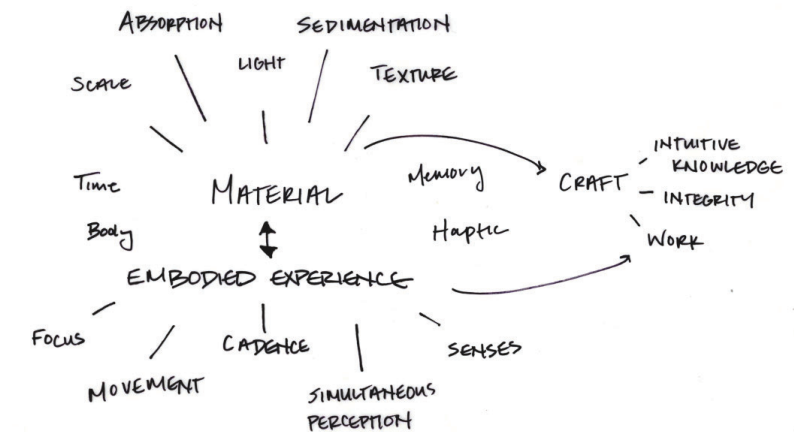 ABSORPTION
SEDIMENTATION
LIGHT
SCALE
TEXTURE
INTUITIVE
KNOWLEDGE
Time
MATERIAL
Memory
CRAFT
INTEGRITY
Body
Haptic
WORK
EMBODIED EXPERIENCE
FOCUS
CADENCE
SENSES
MOVEMENT
SIMULTANEOUS
PERCEPTION